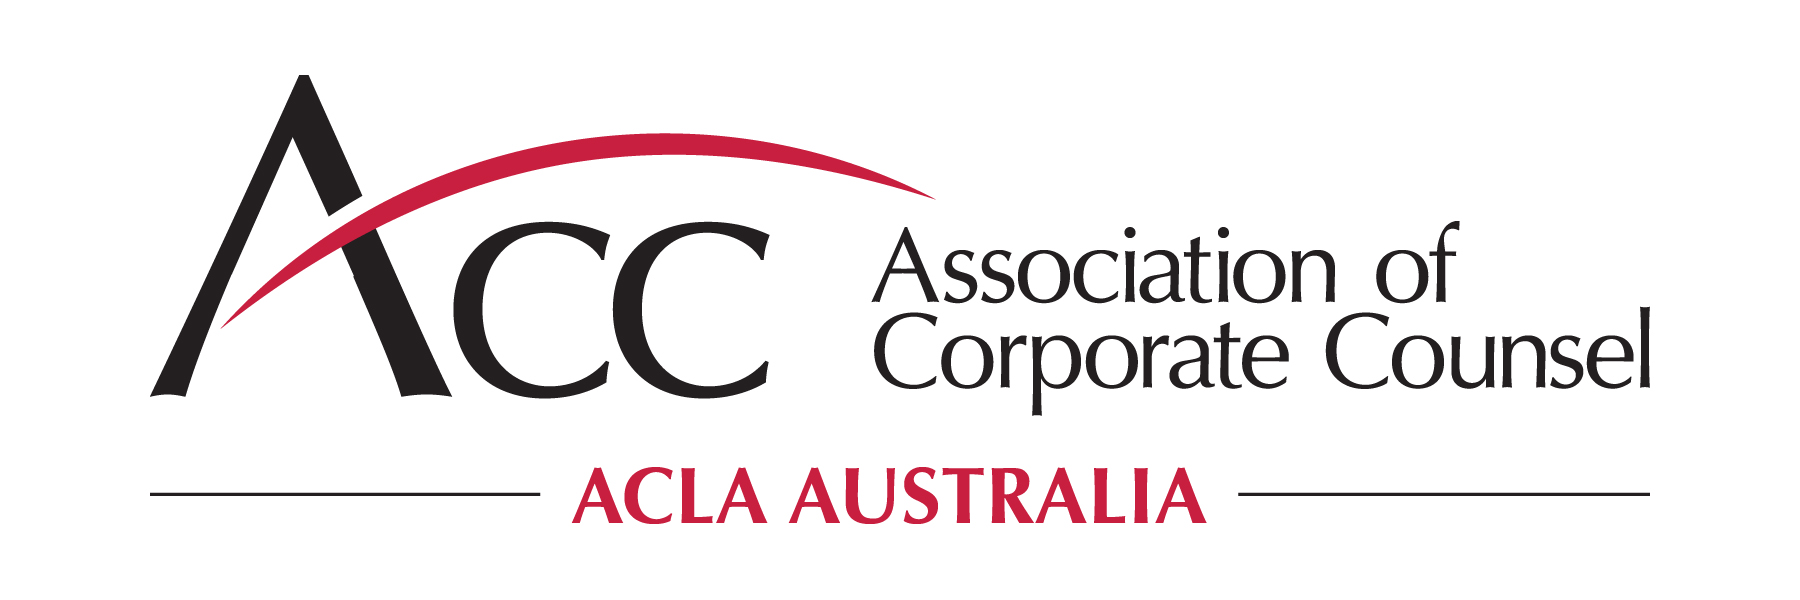 ACC
Association of
Corporate Counsel
ACLA AUSTRALIA